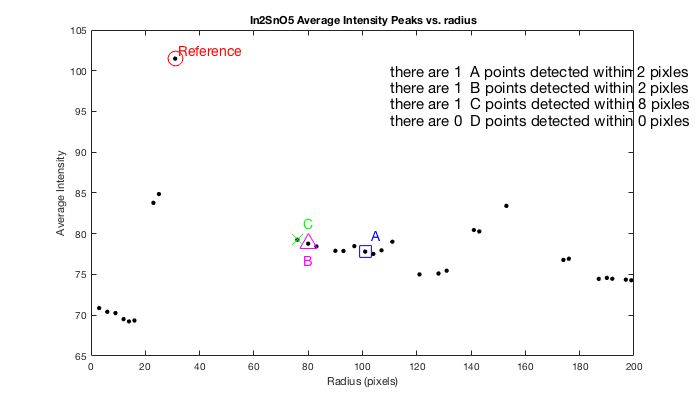 In2SnO5 Average Intensity Peaks vs. radius
105
100
95
90
85
80
75
70
65
Average Intensity
Reference
there are 1 A points detected within 2 pixles
there are 1 B points detected within 2 pixles
there are 1 C points detected within 8 pixles
there are 0 D points detected within 0 pixles
C
A
B
0 20 40 60 80 100 120 140 160 180 200
Radius (pixels)